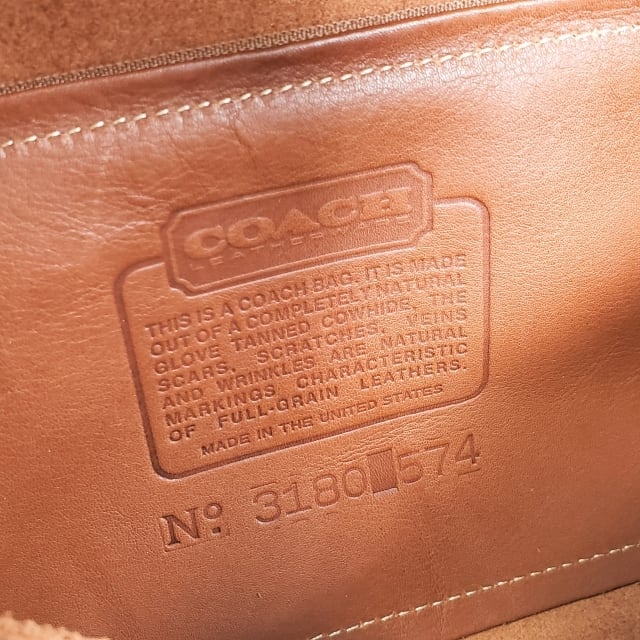 COACH
LEATHERWARE
THIS IS A COACH BAG. IT IS MADE
OUT OF A COMPLETELY NATURAL
GLOVE TANNED COWHIDE. THE
SCARS, SCRATCHES, VEINS
AND WRINKLES ARE NATURAL
MARKINGS CHARACTERISTIC
OF FULL-GRAIN LEATHERS.
MADE IN THE UNITED STATES
No. 3180 574